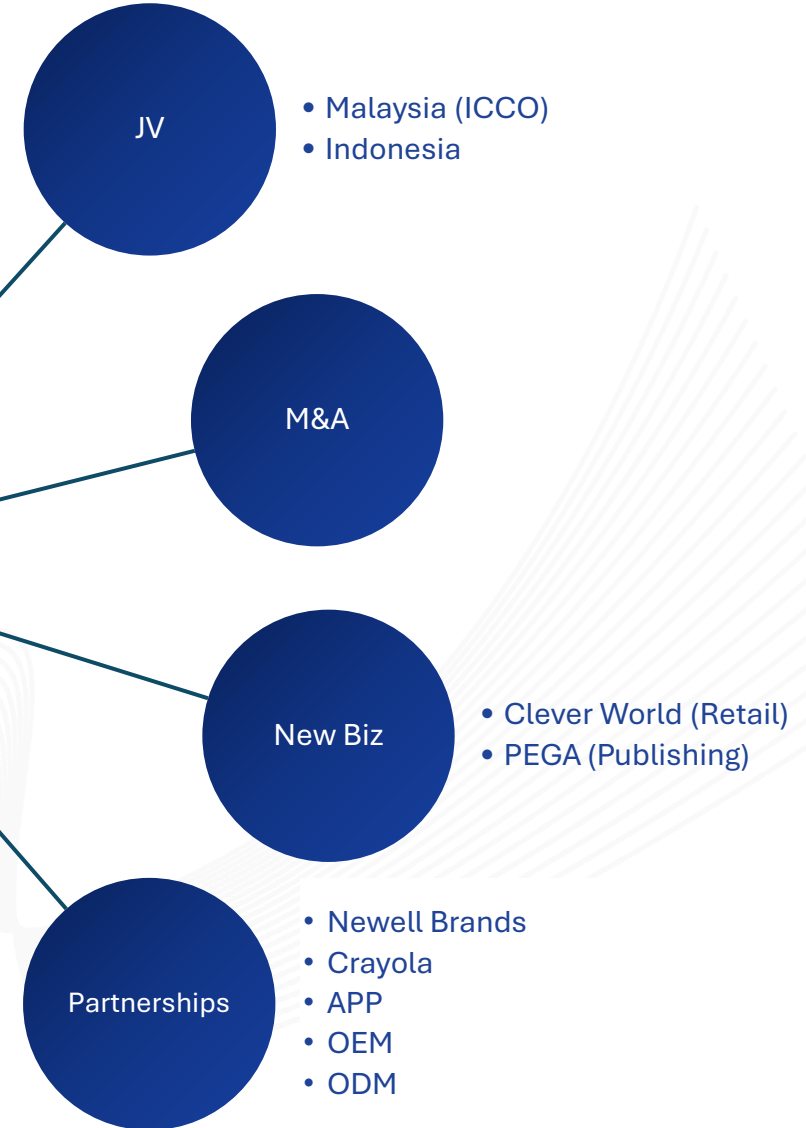 JV
• Malaysia (ICCO)
• Indonesia
M&A
New Biz
• Clever World (Retail)
• PEGA (Publishing)
Partnerships
• Newell Brands
• Crayola
• APP
• OEM
• ODM